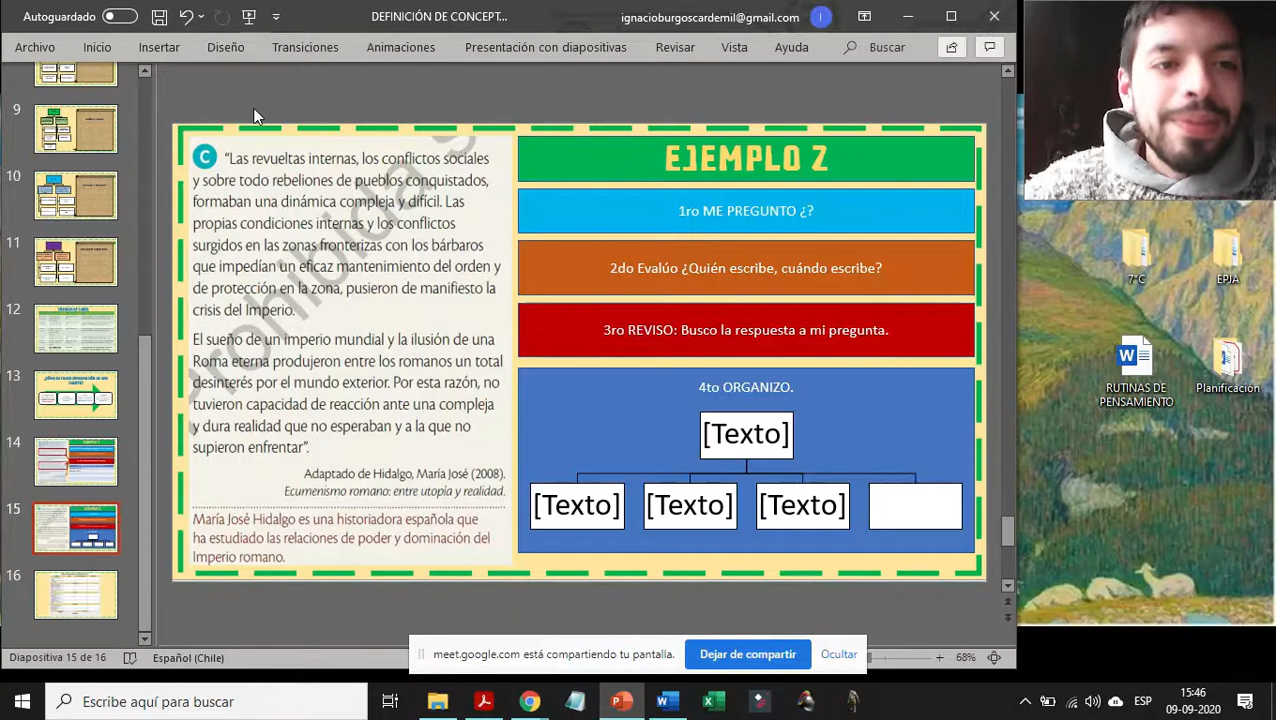 Autoguardado
DEFINICIÓN DE CONCEPT...
ignacioburgoscardemil@gmail.com
I
Archivo
Inicio
Insertar
Diseño
Transiciones
Animaciones
Presentación con diapositivas
Revisar
Vista
Ayuda
Buscar
9
10
11
12
13
14
15
16
C
“Las revueltas internas, los conflictos sociales
y sobre todo rebeliones de pueblos conquistados,
formaban una dinámica compleja y difícil. Las
propias condiciones internas y los conflictos
surgidos en las zonas fronterizas con los bárbaros
que impedían un eficaz mantenimiento del orden y
de protección en la zona, pusieron de manifiesto la
crisis del Imperio.
El sueño de un imperio mundial y la ilusión de una
Roma eterna produjeron entre los romanos un total
desinterés por el mundo exterior. Por esta razón, no
tuvieron capacidad de reacción ante una compleja
y dura realidad que no esperaban y a la que no
supieron enfrentar”.
Adaptado de Hidalgo, María José (2008).
Ecumenismo romano: entre utopía y realidad.
María José Hidalgo es una historiadora española que
ha estudiado las relaciones de poder y dominación del
Imperio romano.
EJEMPLO 2
1ro ME PREGUNTO ¿?
2do Evalúo ¿Quién escribe, cuándo escribe?
3ro REVISO: Busco la respuesta a mi pregunta.
4to ORGANIZO.
[Texto]
[Texto] [Texto] [Texto]
7°C
EPJA
RUTINAS DE
PENSAMIENTO
Planificación
meet.google.com está compartiendo tu pantalla.
Dejar de compartir
Ocultar
Diapositiva 15 de 16
Español (Chile)
68%
Escribe aquí para buscar
ESP
15:46
09-09-2020